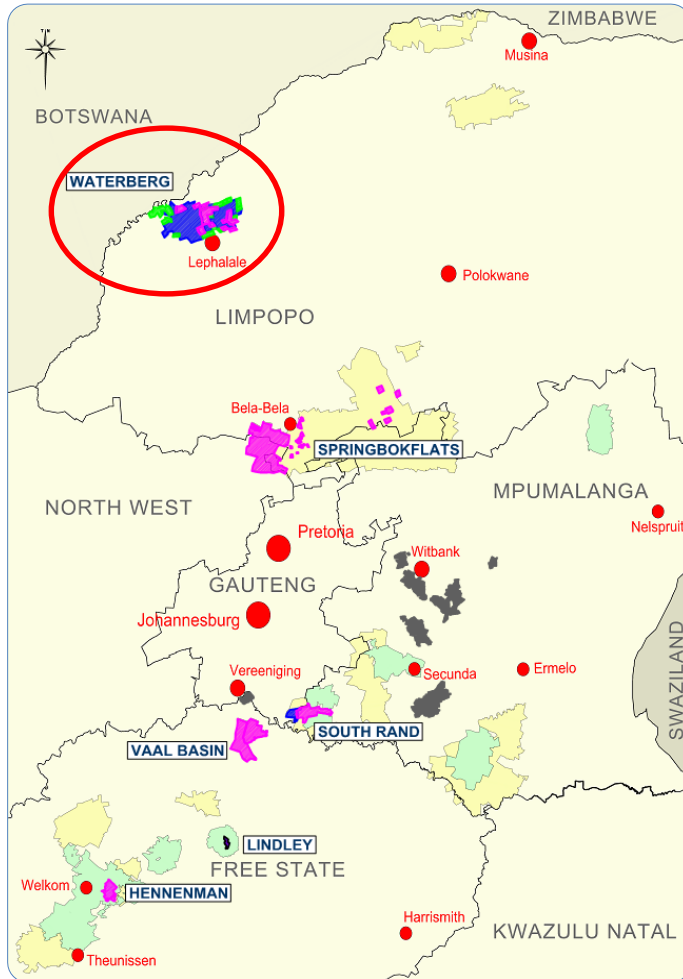 ZIMBABWE
Musina
BOTSWANA
WATERBERG
Lephalale
Polokwane
LIMPOPO
Bela-Bela
SPRINGBOKFLATS
MPUMALANGA
NORTH WEST
Nelspruit
Pretoria
Witbank
GAUTENG
Johannesburg
SWAZILAND
Vereeniging
Secunda
Ermelo
SOUTH RAND
VAAL BASIN
LINDLEY
FREE STATE
Welkom
HENNENMAN
Harrismith
KWAZULU NATAL
Theunissen